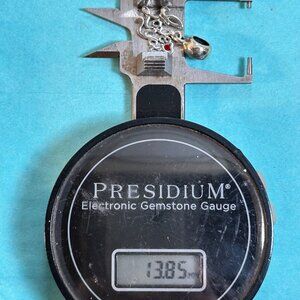 PRESIDIUM®
Electronic Gemstone Gauge
13.85